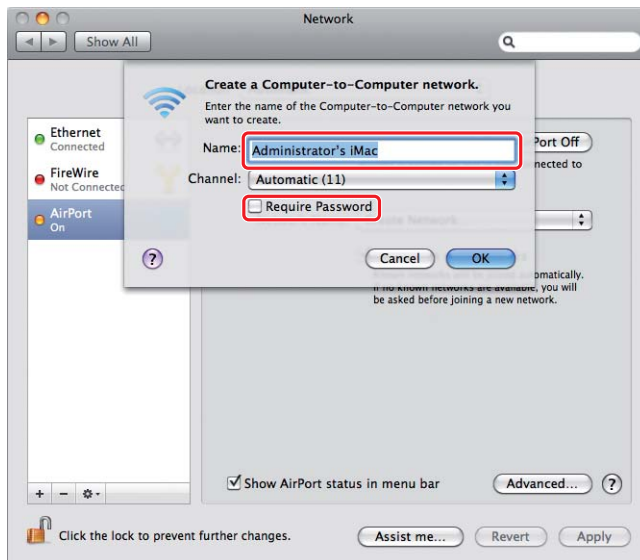 Network
Show All
Create a Computer-to-Computer network.
Enter the name of the Computer-to-Computer network you
want to create.
Name: Administrator's iMac
Channel: Automatic (11)
Require Password
Cancel
OK
Ethernet
Connected
FireWire
Not Connected
AirPort
On
Port Off
nected to
omatically.
If no known networks are available, you will
be asked before joining a new network.
Show AirPort status in menu bar
Advanced...
?
Click the lock to prevent further changes.
Assist me...
Revert
Apply